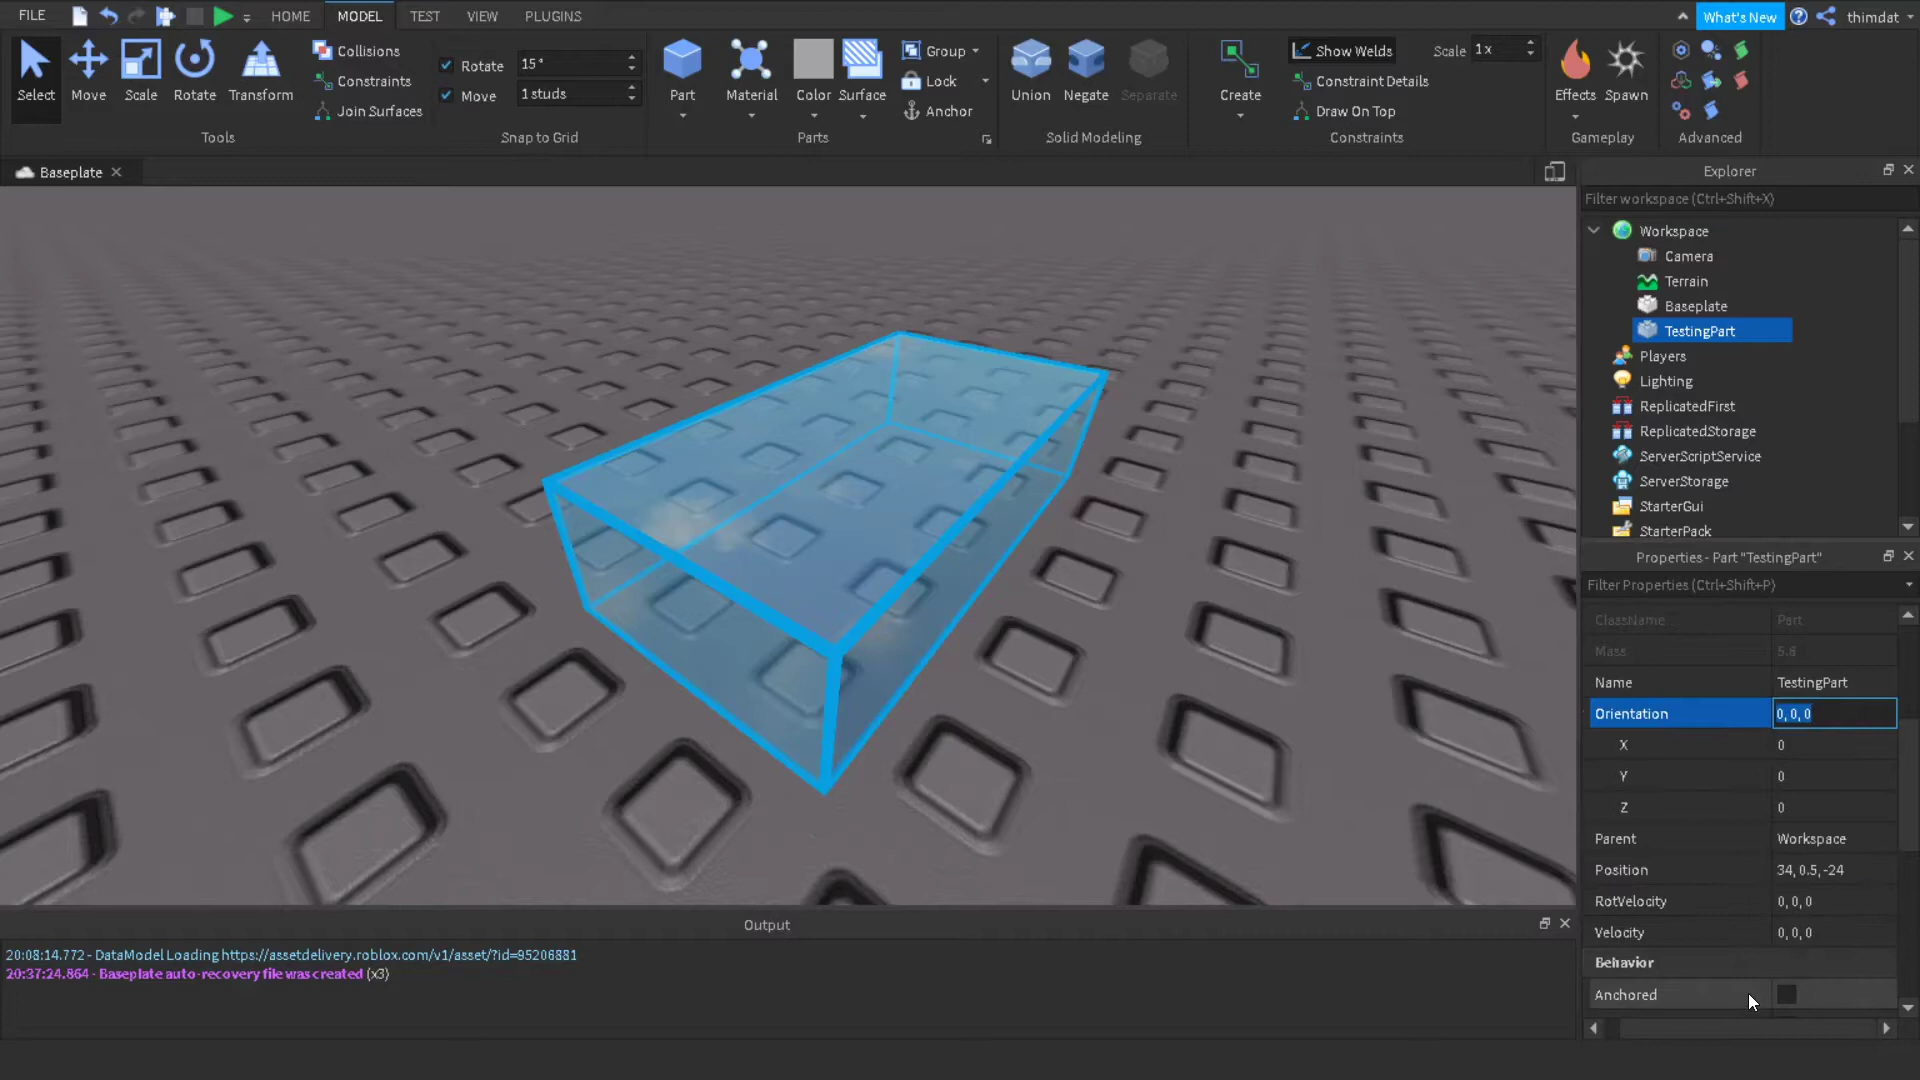 FILE HOME MODEL TEST VIEW PLUGINS What's New thimdat
Select Move Scale Rotate Transform
Collisions
Constraints
Join Surfaces
Tools
Rotate 15°
Move 1 studs
Snap to Grid
Part Material Color Surface
Group
Lock
Anchor
Parts
Union Negate Separate
Solid Modeling
Create
Show Welds
Constraint Details
Draw On Top
Scale 1x
Constraints
Effects Spawn
Gameplay
Advanced
Baseplate
Explorer
Filter workspace (Ctrl+Shift+X)
Workspace
Camera
Terrain
Baseplate
TestingPart
Players
Lighting
ReplicatedFirst
ReplicatedStorage
ServerScriptService
ServerStorage
StarterGui
StarterPack
Properties - Part "TestingPart"
Filter Properties (Ctrl+Shift+P)
ClassName Part
Mass 5.6
Name TestingPart
Orientation 0, 0, 0
X 0
Y 0
Z 0
Parent Workspace
Position 34, 0.5, -24
RotVelocity 0, 0, 0
Velocity 0, 0, 0
Behavior
Anchored
Output
20:08:14.772 - DataModel Loading https://assetdelivery.roblox.com/v1/asset/?id=95206881
20:37:24.864 - Baseplate auto-recovery file was created (x3)